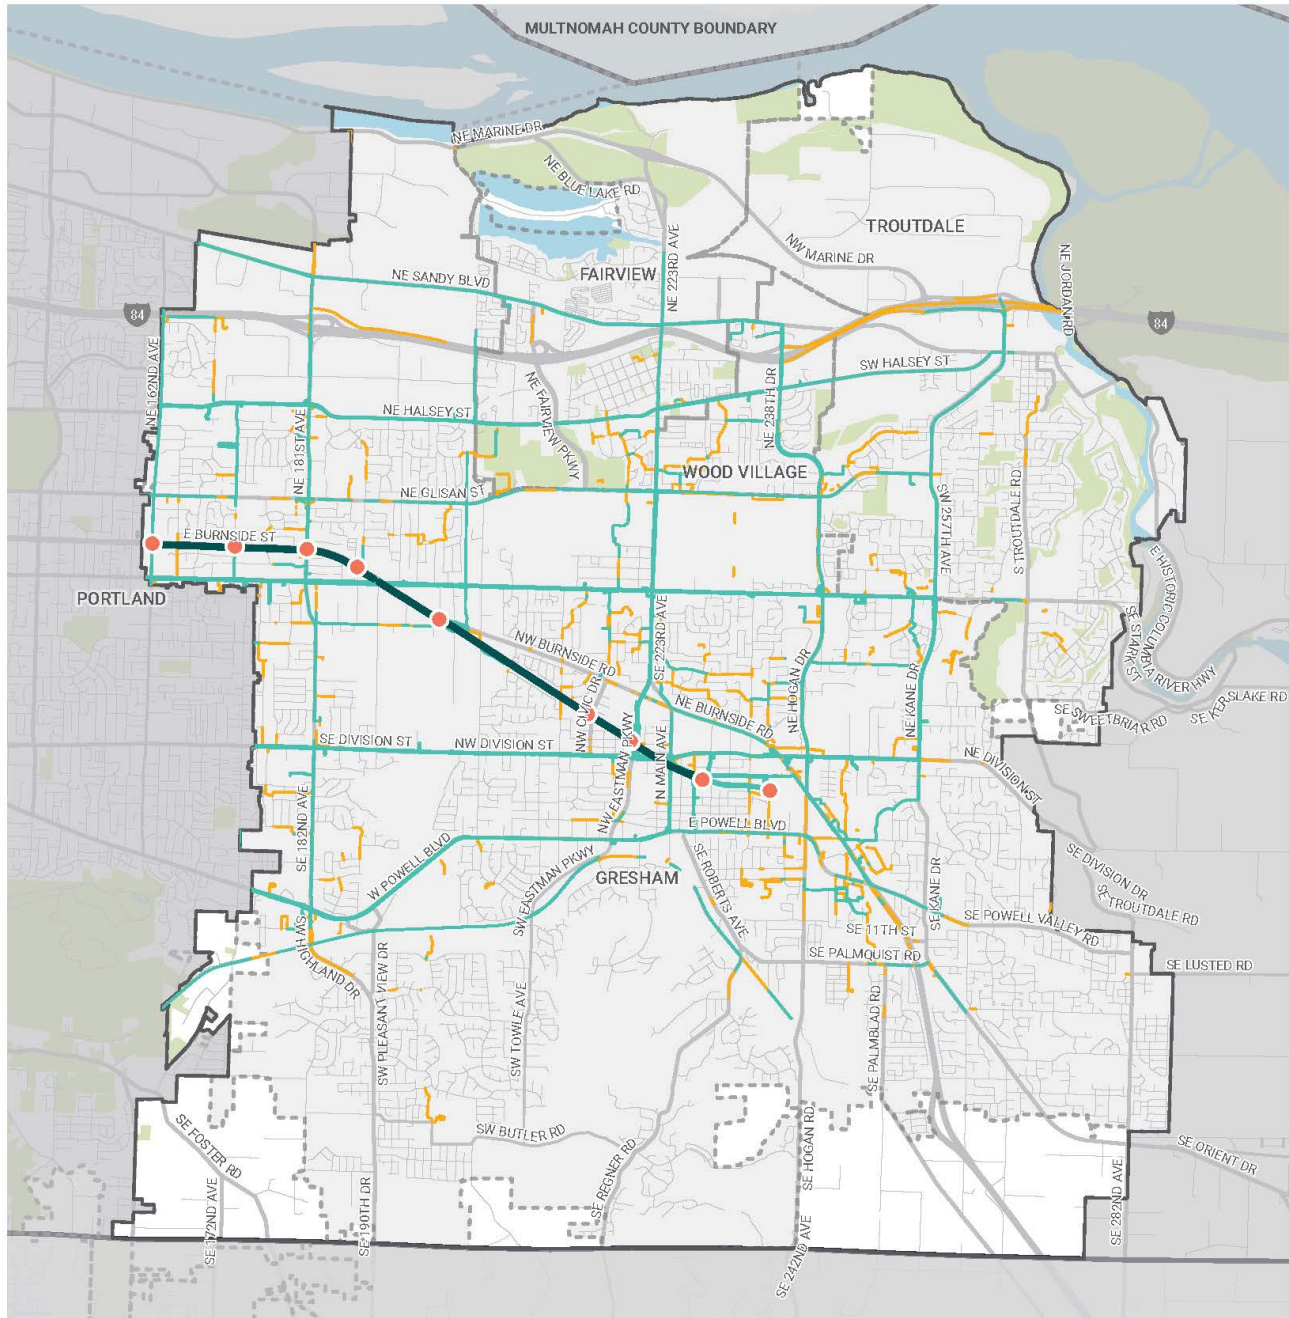 MULTNOMAH COUNTY BOUNDARY
NE MARINE DR
NE BLUE LAKE RD
TROUTDALE
NE 223RD AVE
NW MARINE DR
FAIRVIEW
NE SANDY BLVD
NE JORDAN RD
84
84
NE 162ND AVE
SW HALSEY ST
NE FAIRVIEW PKWY
NE 238TH DR
NE HALSEY ST
NE 181ST AVE
WOOD VILLAGE
NE GLISAN ST
SW 257TH AVE
S TROUTDALE RD
E BURNSIDE ST
E HISTORIC COLUMBIA RIVER HWY
PORTLAND
SE STARK ST
SE 223RD AVE
NW BURNSIDE RD
NE HOGAN DR
NE KANE DR
NW CIVIC DR
NE BURNSIDE RD
SE SWEETBRIAR RD
SE KER
SLAKE RD
SE DIVISION ST
NW DIVISION ST
NW EASTMAN PKWY
N MAIN AVE
NE DIVISION ST
SE 182ND AVE
W POWELL BLVD
E POWELL BLVD
SE DIVISION DR
SE TROUTDALE RD
GRESHAM
SW EASTMAN PKWY
SE ROBERTS AVE
SE KANE DR
SE POWELL VALLEY RD
SE 11TH ST
SW HIGHLAND DR
SE PALMQUIST RD
SE LUSTED RD
SW PLEASANT VIEW DR
SW TOWLE AVE
SE PALMBLAD RD
SW BUTLER RD
SE FOSTER RD
SE REGNER RD
SE HOGAN RD
SE ORIENT DR
SE 172ND AVE
SE 190TH DR
SE 282ND AVE
SE 242ND AVE